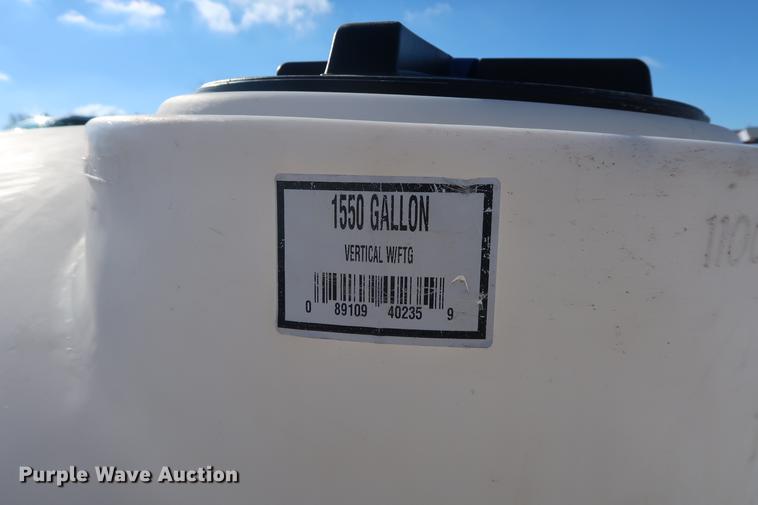 1550 GALLON
VERTICAL W/FTG
0 89109 40235 9
Purple Wave Auction